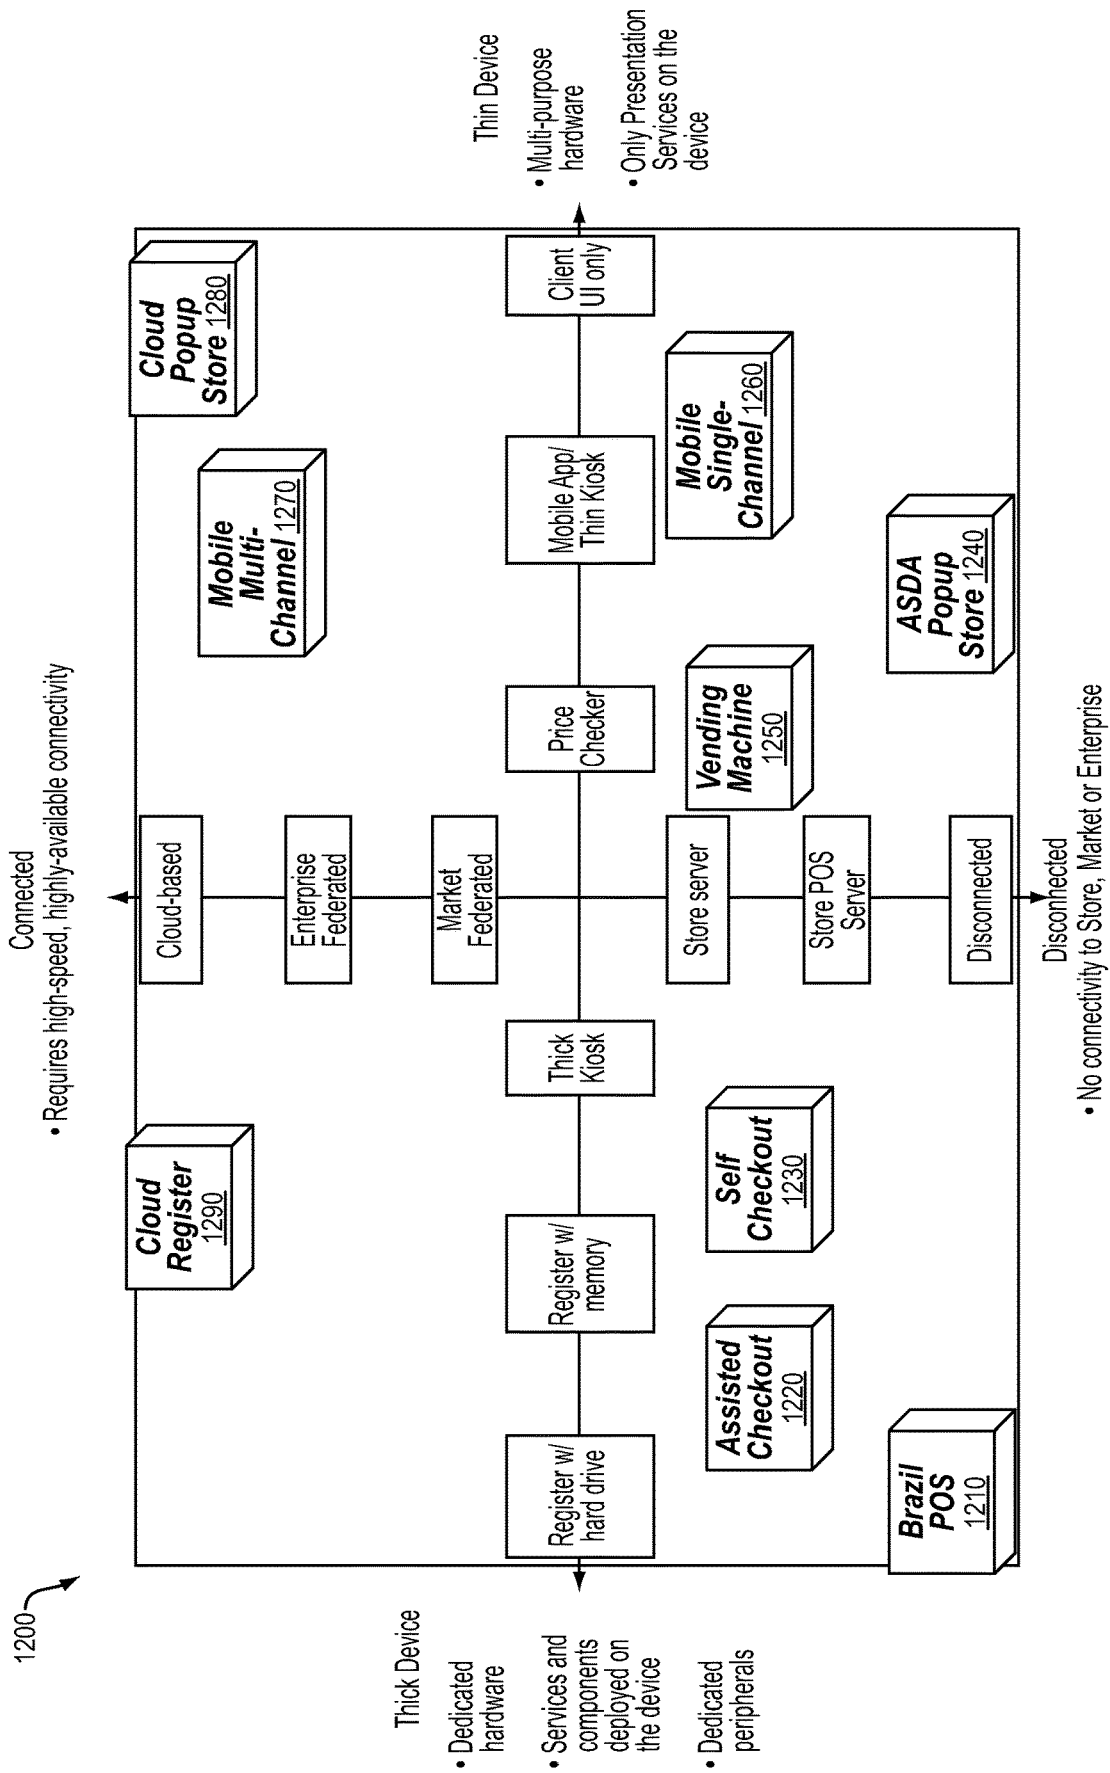 1200
Connected
• Requires high-speed, highly-available connectivity
Thick Device
• Dedicated
hardware
• Services and
components
deployed on
the device
• Dedicated
peripherals
Thin Device
• Multi-purpose
hardware
• Only Presentation
Services on the
device
Cloud
Register
1290
Cloud-based
Enterprise
Federated
Market
Federated
Mobile
Multi-
Channel 1270
Cloud
Popup
Store 1280
Register w/
hard drive
Register w/
memory
Thick
Kiosk
Price
Checker
Mobile App/
Thin Kiosk
Client
UI only
Store server
Store POS
Server
Disconnected
Brazil
POS
1210
Assisted
Checkout
1220
Self
Checkout
1230
Vending
Machine
1250
ASDA
Popup
Store 1240
Mobile
Single-
Channel 1260
Disconnected
• No connectivity to Store, Market or Enterprise